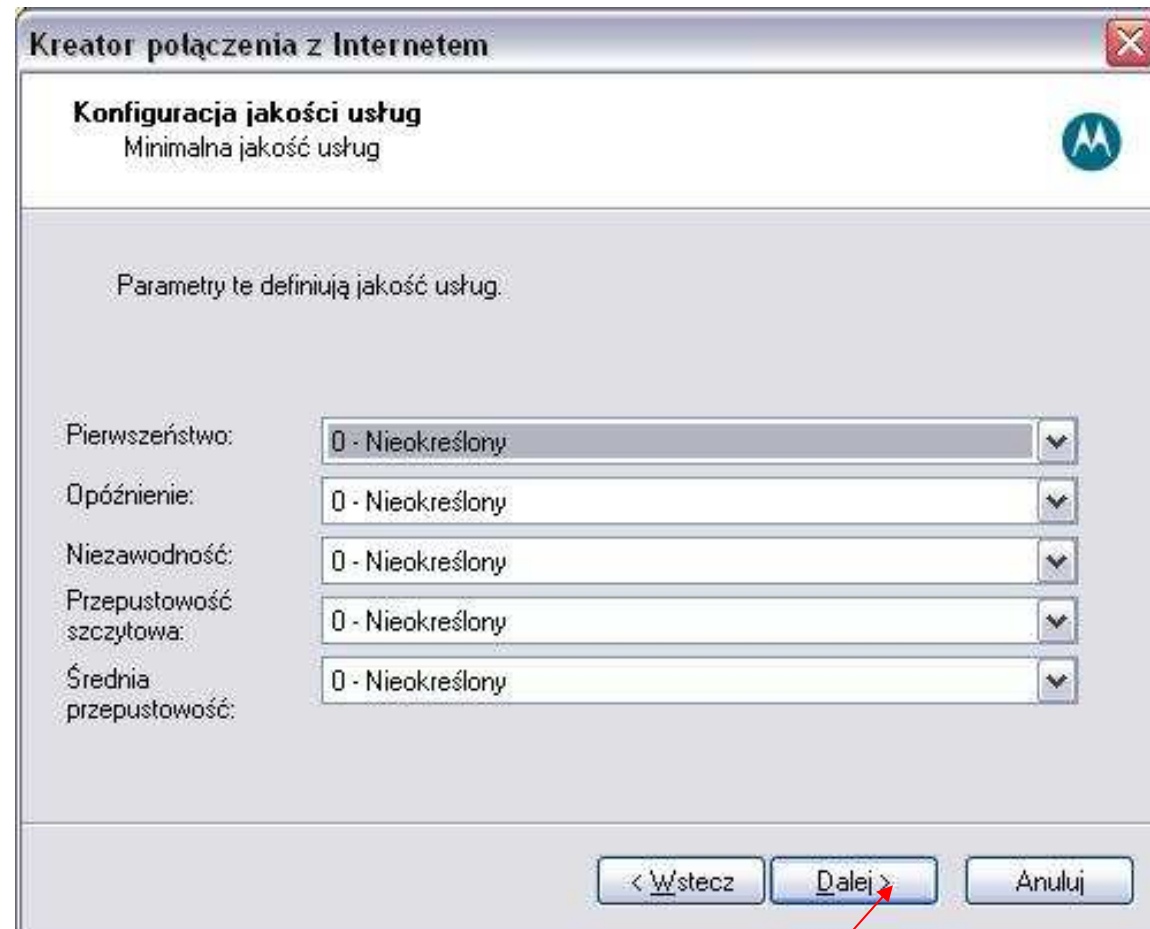 Kreator połączenia z Internetem
Konfiguracja jakości usług
Minimalna jakość usług
Parametry te definiują jakość usług.
Pierwszeństwo: 0 - Nieokreślony
Opóźnienie: 0 - Nieokreślony
Niezawodność: 0 - Nieokreślony
Przepustowość
szczytowa: 0 - Nieokreślony
Średnia
przepustowość: 0 - Nieokreślony
< Wstecz Dalej > Anuluj